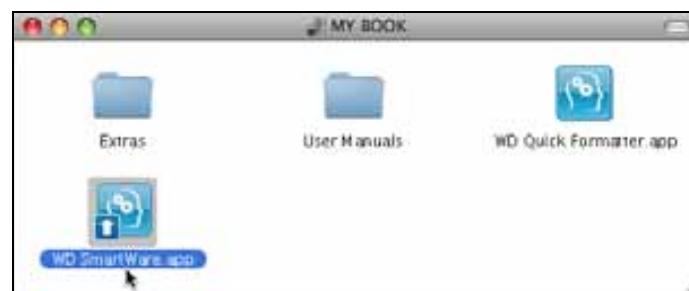 MY BOOK
Extras
User Manuals
WD Quick Formatter.app
WD SmartWare.app